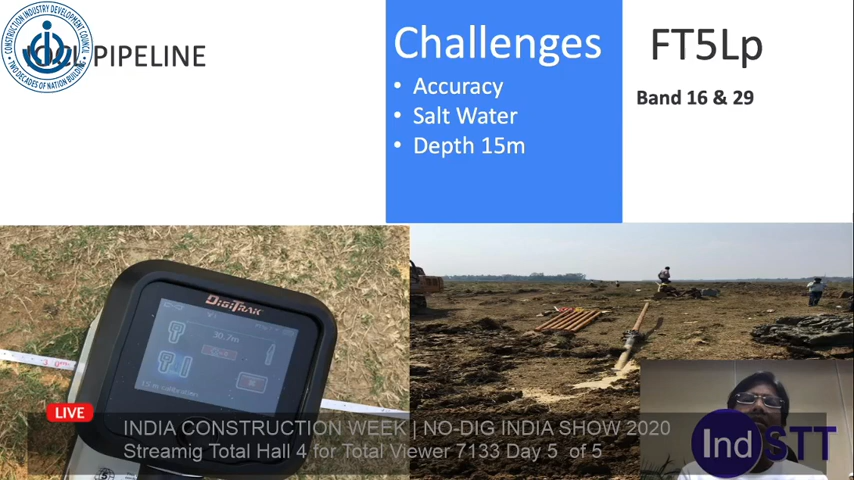 CONSTRUCTION INDUSTRY DEVELOPMENT COUNCIL
TWO DECADES OF NATION BUILDING
PIPELINE
Challenges
• Accuracy
• Salt Water
• Depth 15m
FT5Lp
Band 16 & 29
DIGITRAK
30.7m
LIVE
INDIA CONSTRUCTION WEEK | NO-DIG INDIA SHOW 2020
Streamig Total Hall 4 for Total Viewer 7133 Day 5 of 5
IndSTT